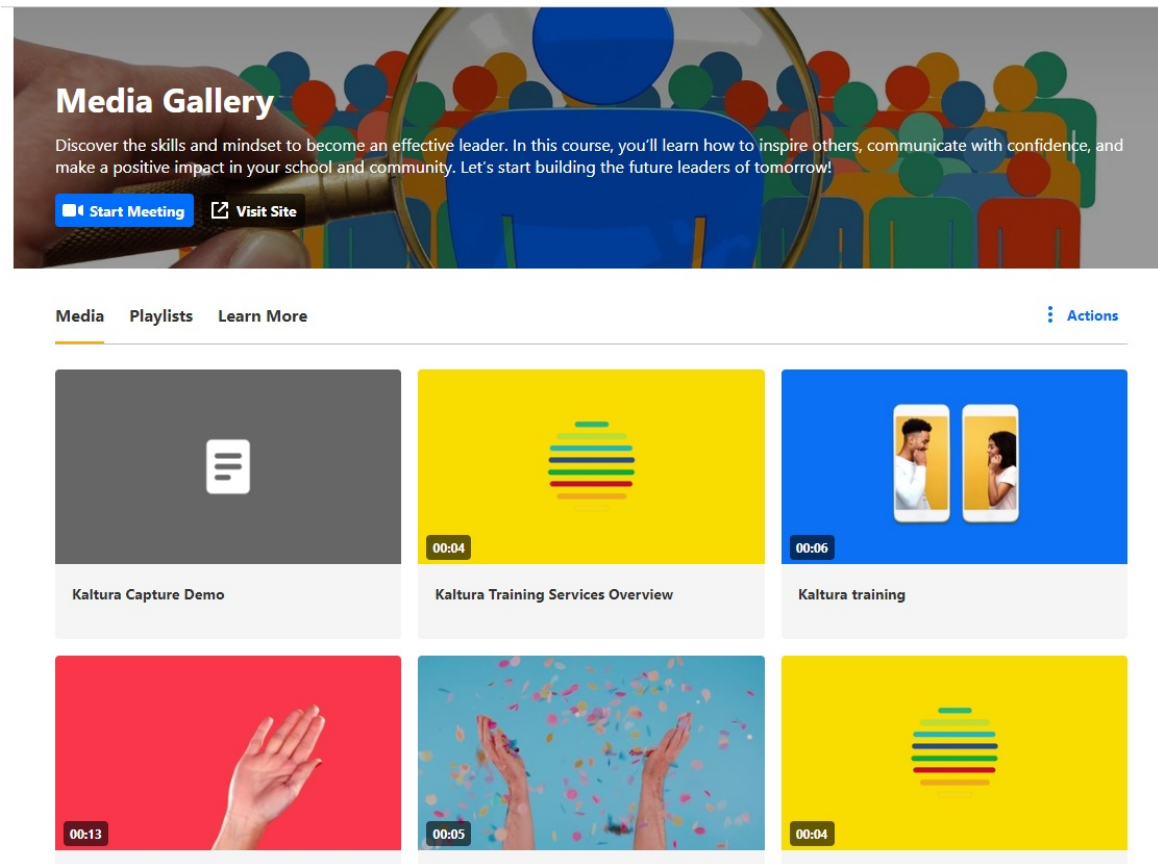 Media Gallery
Discover the skills and mindset to become an effective leader. In this course, you'll learn how to inspire others, communicate with confidence, and
make a positive impact in your school and community. Let's start building the future leaders of tomorrow!
Start Meeting Visit Site
Media Playlists Learn More Actions
00:04 00:06
Kaltura Capture Demo Kaltura Training Services Overview Kaltura training
00:13 00:05 00:04